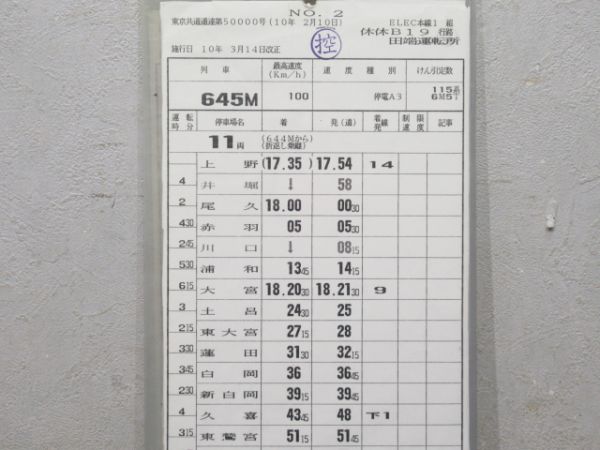 NO. 2
東京共道通達第50000号(10年 2月10日)
ELEC本線1 組
控
休休B19 行路
田端運転所
施行日 10年 3月14日改正
列 車 最高速度 (Km/h) 速 度 種 別 けん引定数
645M 100 停電A3 115系 6M5T
運転時分 停車場名 着 発(通) 着発線 制限速度 記事
11両 (644Mから) (折返し乗継)
上 野 (17.35 ) 17.54 14
4 井 堀 ↓ 58
2 尾 久 18.00 00 30
4 30 赤 羽 05 05 30
2 45 川 口 ↓ 08 15
5 30 浦 和 13 45 14 15
6 15 大 宮 18.20 30 18.21 30 9
3 土 呂 24 30 25
2 15 東 大 宮 27 15 28
3 30 蓮 田 31 30 32 15
3 45 白 岡 36 36 45
2 30 新 白 岡 39 15 39 45
4 久 喜 43 45 48 下1
3 15 東 鷲 宮 51 15 51 45